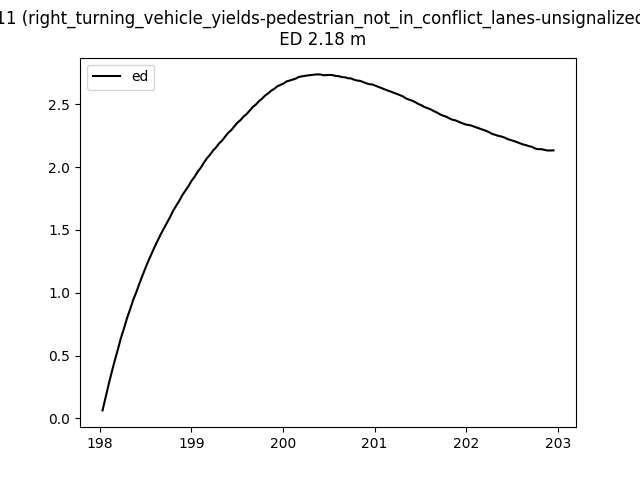 11 (right_turning_vehicle_yields-pedestrian_not_in_conflict_lanes-unsignalized
ED 2.18 m
ed
2.5
2.0
1.5
1.0
0.5
0.0
198 199 200 201 202 203